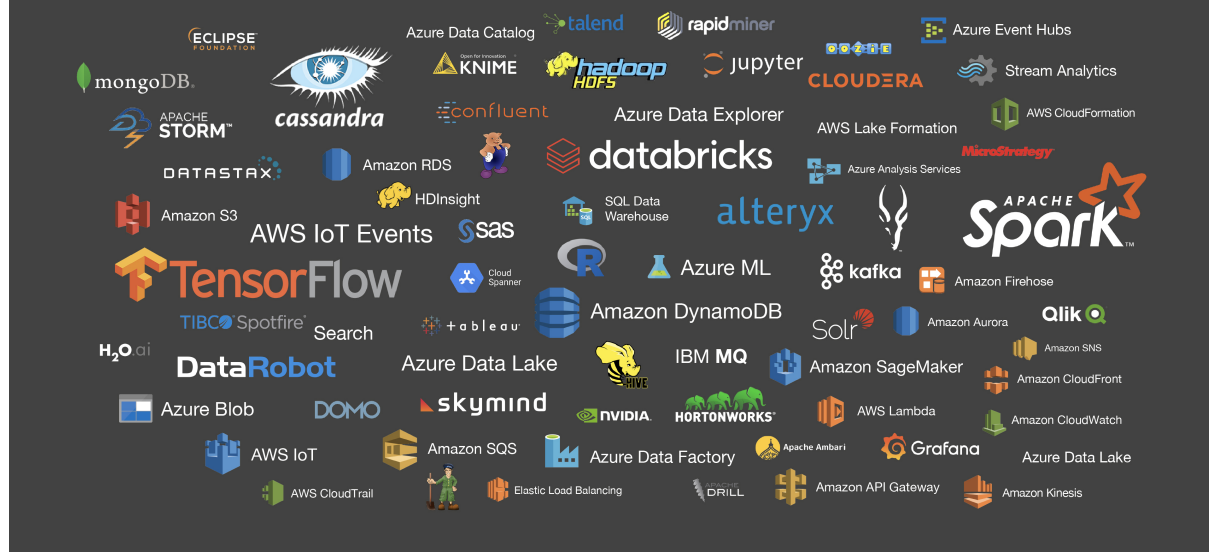 ECLIPSE
FOUNDATION
Azure Data Catalog
talend
rapidminer
Azure Event Hubs
mongoDB.
cassandra
Open for Innovation
KNIME
hadoop
HDFS
jupyter
OOZIE
CLOUDERA
Stream Analytics
APACHE
STORM™
confluent
Azure Data Explorer
AWS Lake Formation
AWS CloudFormation
DATASTAX
Amazon RDS
databricks
Azure Analysis Services
MicroStrategy
Amazon S3
HDInsight
SQL Data
Warehouse
SQL
alteryx
APACHE
Spark™
AWS IoT Events
sas
TensorFlow
Cloud
Spanner
R
Azure ML
kafka
Amazon Firehose
TIBCO Spotfire
Search
tableau
Amazon DynamoDB
Solr
Amazon Aurora
Qlik
H2O.ai
DataRobot
Azure Data Lake
HIVE
IBM MQ
Amazon SageMaker
Amazon SNS
Amazon CloudFront
Azure Blob
DOMO
skymind
NVIDIA.
HORTONWORKS
AWS Lambda
Amazon CloudWatch
AWS IoT
Amazon SQS
Azure Data Factory
Apache Ambari
Grafana
Azure Data Lake
AWS CloudTrail
Elastic Load Balancing
APACHE
DRILL
Amazon API Gateway
Amazon Kinesis